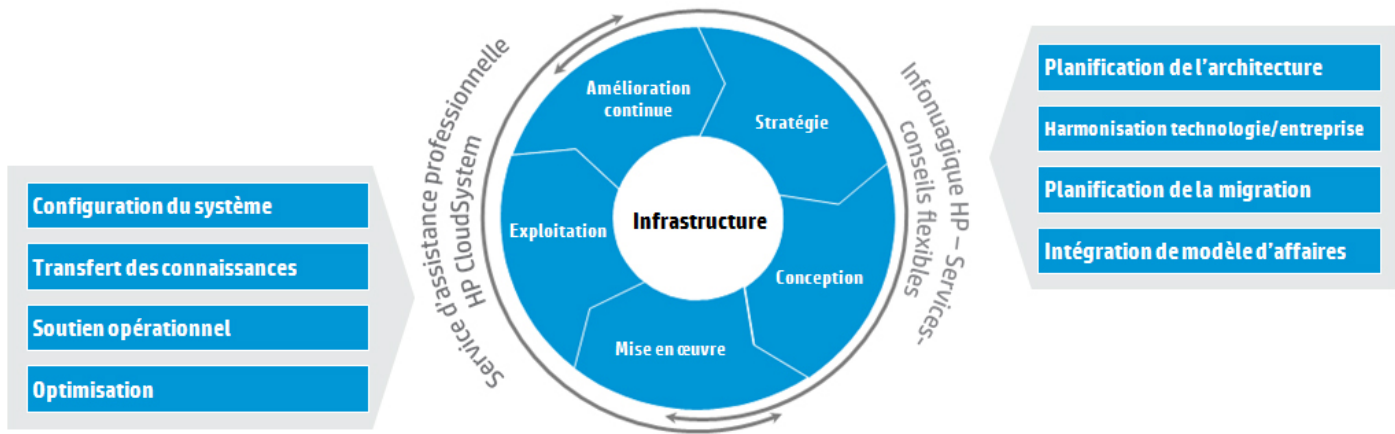 Configuration du système
Transfert des connaissances
Soutien opérationnel
Optimisation
Service d'assistance professionnelle
HP CloudSystem
Amélioration
continue
Stratégie
Exploitation
Infrastructure
Conception
Mise en œuvre
Infonuagique HP – Services-
conseils flexibles
Planification de l'architecture
Harmonisation technologie/entreprise
Planification de la migration
Intégration de modèle d'affaires